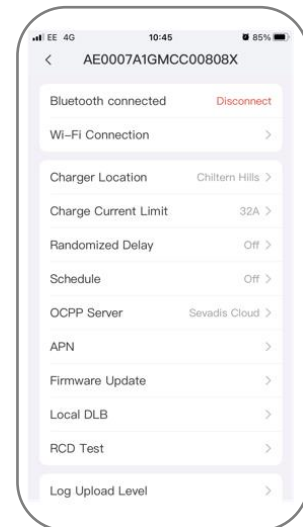 EE 4G 10:45 85%
< AE0007A1GMCC00808X
Bluetooth connected Disconnect
Wi-Fi Connection >
Charger Location Chiltern Hills >
Charge Current Limit 32A >
Randomized Delay Off >
Schedule Off >
OCPP Server Sevadis Cloud >
APN >
Firmware Update >
Local DLB >
RCD Test >
Log Upload Level >